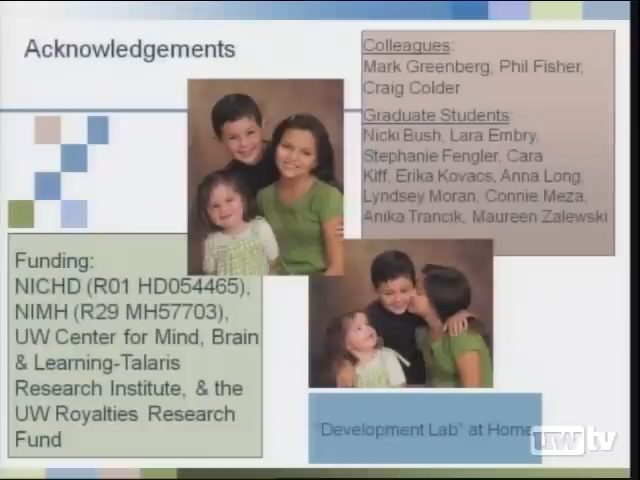 Acknowledgements
Colleagues:
Mark Greenberg, Phil Fisher,
Craig Colder
Graduate Students:
Nicki Bush, Lara Embry,
Stephanie Fengler, Cara
Kiff, Erika Kovacs, Anna Long,
Lyndsey Moran, Connie Meza,
Anika Trancik, Maureen Zalewski
Funding:
NICHD (R01 HD054465),
NIMH (R29 MH57703),
UW Center for Mind, Brain
& Learning-Talaris
Research Institute, & the
UW Royalties Research
Fund
"Development Lab" at Home
uwtv